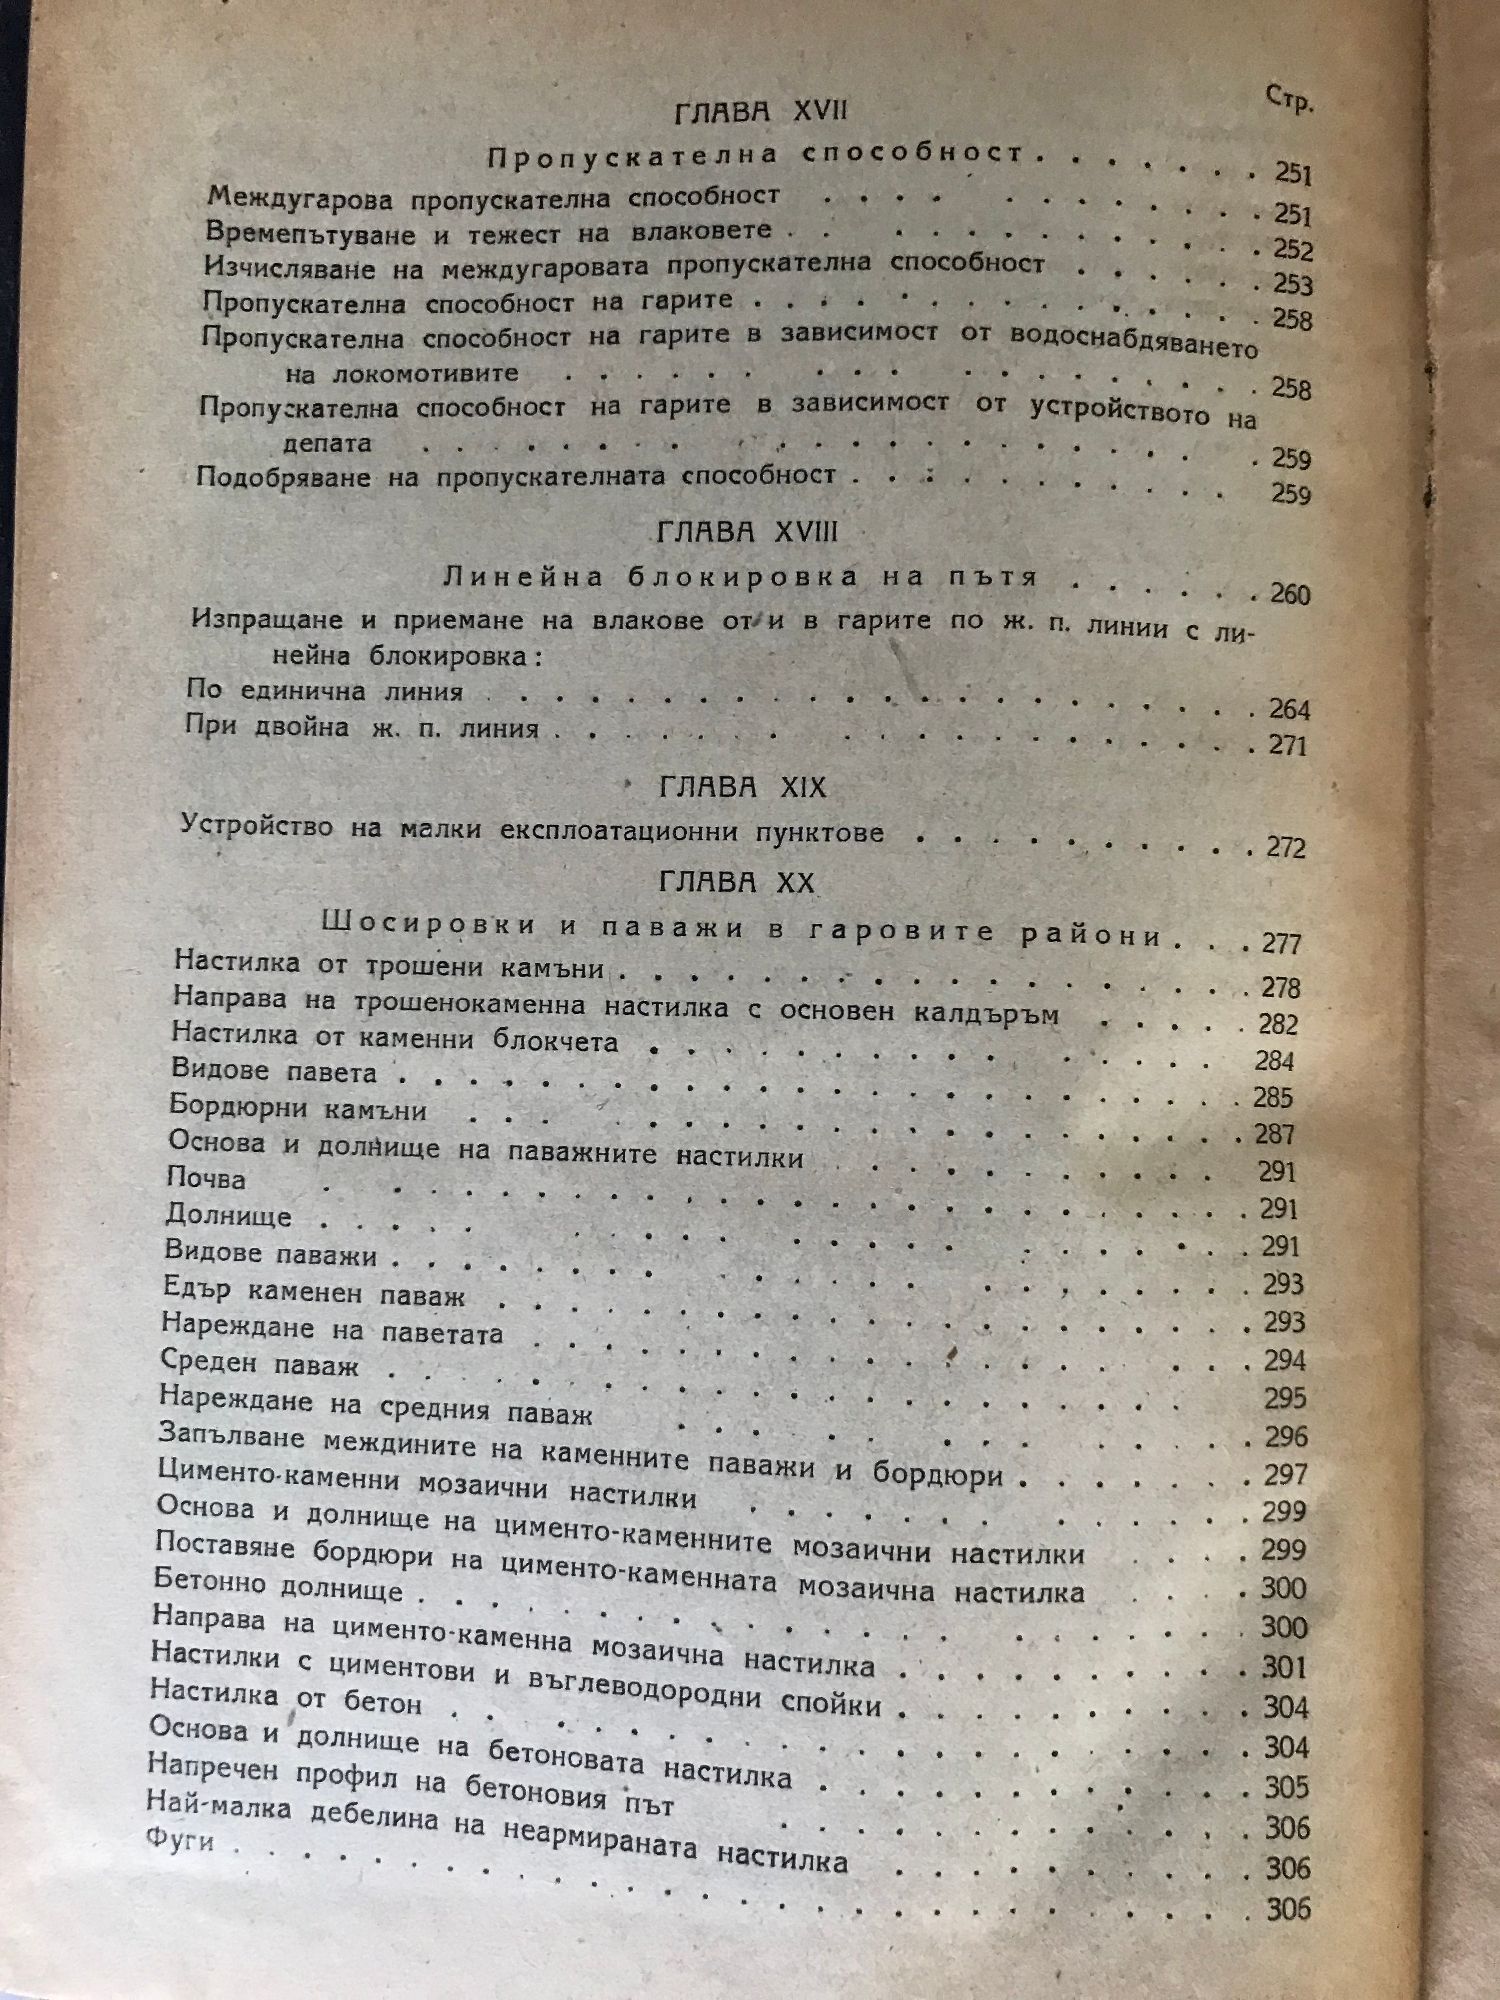 Стр.
ГЛАВА XVII
Пропускателна способност . . . . . . . 251
Междугарова пропускателна способност . . . . . . . . . . . 251
Времепътуване и тежест на влаковете . . . . . . . . . . . . 252
Изчисляване на междугаровата пропускателна способност . . . . . . 253
Пропускателна способност на гарите . . . . . . . . . . . . . 258
Пропускателна способност на гарите в зависимост от водоснабдяването
на локомотивите . . . . . . . . . . . . . . . . . 258
Пропускателна способност на гарите в зависимост от устройството на
депата . . . . . . . . . . . . . . . . . . . 259
Подобряване на пропускателната способност . . . . . . . . . . . 259
ГЛАВА XVIII
Линейна блокировка на пътя . . . . . . 260
Изпращане и приемане на влакове от и в гарите по ж. п. линии с ли-
нейна блокировка:
По единична линия . . . . . . . . . . . . . . . . . . . 264
При двойна ж. п. линия . . . . . . . . . . . . . . . . . . 271
ГЛАВА XIX
Устройство на малки експлоатационни пунктове . . . . . . . . . 272
ГЛАВА XX
Шосировки и паважи в гаровите райони . . . 277
Настилка от трошени камъни . . . . . . . . . . . . . . . . 278
Направа на трошенокаменна настилка с основен калдъръм . . . . . 282
Настилка от каменни блокчета . . . . . . . . . . . . . . . 284
Видове павета . . . . . . . . . . . . . . . . . . . . . . 285
Бордюрни камъни . . . . . . . . . . . . . . . . . . . . 287
Основа и долнище на паважните настилки . . . . . . . . . . . 291
Почва . . . . . . . . . . . . . . . . . . . . . . . . . 291
Долнище . . . . . . . . . . . . . . . . . . . . . . . . 291
Видове паважи . . . . . . . . . . . . . . . . . . . . . . 293
Едър каменен паваж . . . . . . . . . . . . . . . . . . . 293
Нареждане на паветата . . . . . . . . . . . . . . . . . . 294
Среден паваж . . . . . . . . . . . . . . . . . . . . . . 295
Нареждане на средния паваж . . . . . . . . . . . . . . . 296
Запълване междините на каменните паважи и бордюри . . . . . . . 297
Цименто-каменни мозаични настилки . . . . . . . . . . . . . 299
Основа и долнище на цименто-каменните мозаични настилки . . . . 299
Поставяне бордюри на цименто-каменната мозаична настилка . . . . 300
Бетонно долнище . . . . . . . . . . . . . . . . . . . . . 300
Направа на цименто-каменна мозаична настилка . . . . . . . . . . 301
Настилки с циментови и въглеводородни спойки . . . . . . . . . . 304
Настилка от бетон . . . . . . . . . . . . . . . . . . . . 304
Основа и долнище на бетоновата настилка . . . . . . . . . . . . 305
Напречен профил на бетоновия път . . . . . . . . . . . . . 306
Най-малка дебелина на неармираната настилка . . . . . . . . . . 306
Фуги . . . . . . . . . . . . . . . . . . . . . . . . . . 306